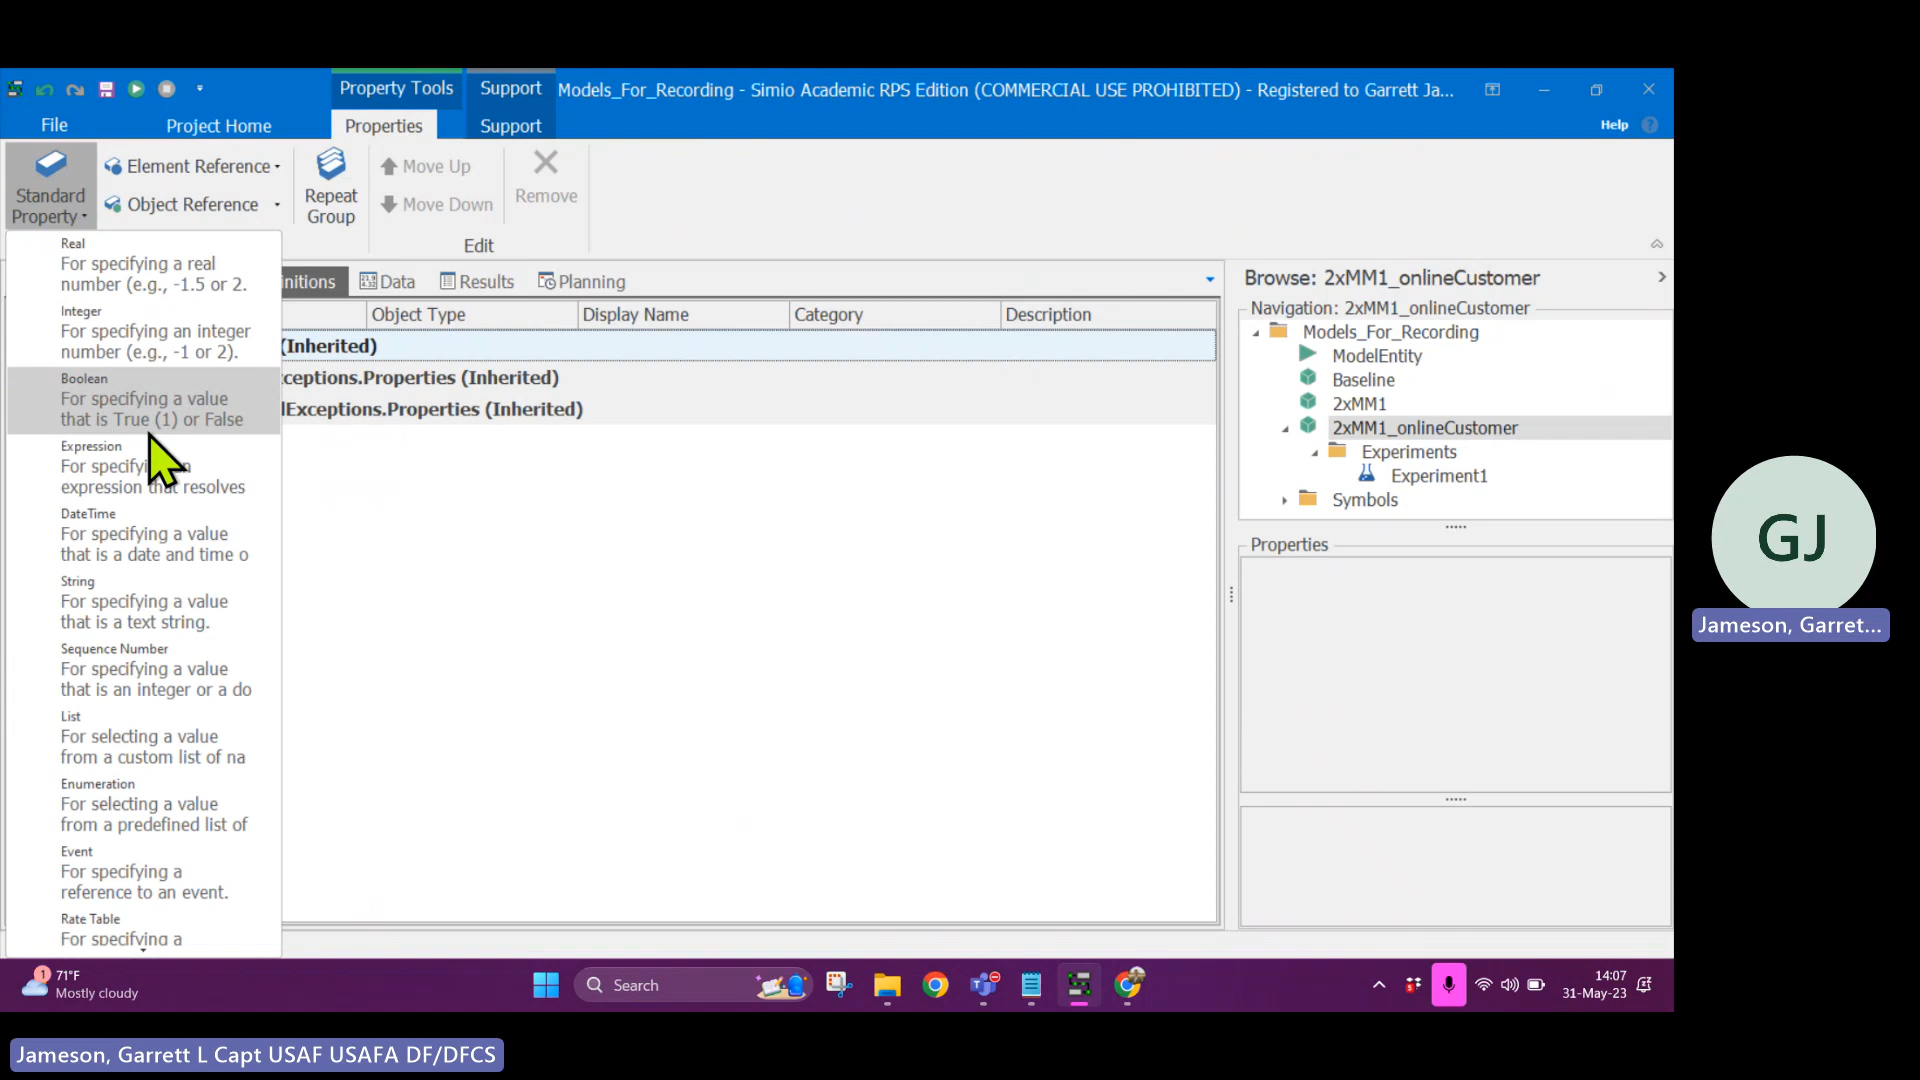 Property Tools
Support
Models_For_Recording - Simio Academic RPS Edition (COMMERCIAL USE PROHIBITED) - Registered to Garrett Ja...
File
Project Home
Properties
Support
Help
Standard
Property
Element Reference
Object Reference
Repeat
Group
Move Up
Move Down
Remove
Edit
Real
For specifying a real
number (e.g., -1.5 or 2.
Integer
For specifying an integer
number (e.g., -1 or 2).
Boolean
For specifying a value
that is True (1) or False
Expression
For specifyi
expression that resolves
DateTime
For specifying a value
that is a date and time o
String
For specifying a value
that is a text string.
Sequence Number
For specifying a value
that is an integer or a do
List
For selecting a value
from a custom list of na
Enumeration
For selecting a value
from a predefined list of
Event
For specifying a
reference to an event.
Rate Table
For specifying a
initions
Data
Results
Planning
Object Type
Display Name
Category
Description
(Inherited)
ceptions.Properties (Inherited)
lExceptions.Properties (Inherited)
Browse: 2xMM1_onlineCustomer
Navigation: 2xMM1_onlineCustomer
Models_For_Recording
ModelEntity
Baseline
2xMM1
2xMM1_onlineCustomer
Experiments
Experiment1
Symbols
Properties
GJ
Jameson, Garret...
1
71°F
Mostly cloudy
Search
14:07
31-May-23
Jameson, Garrett L Capt USAF USAFA DF/DFCS